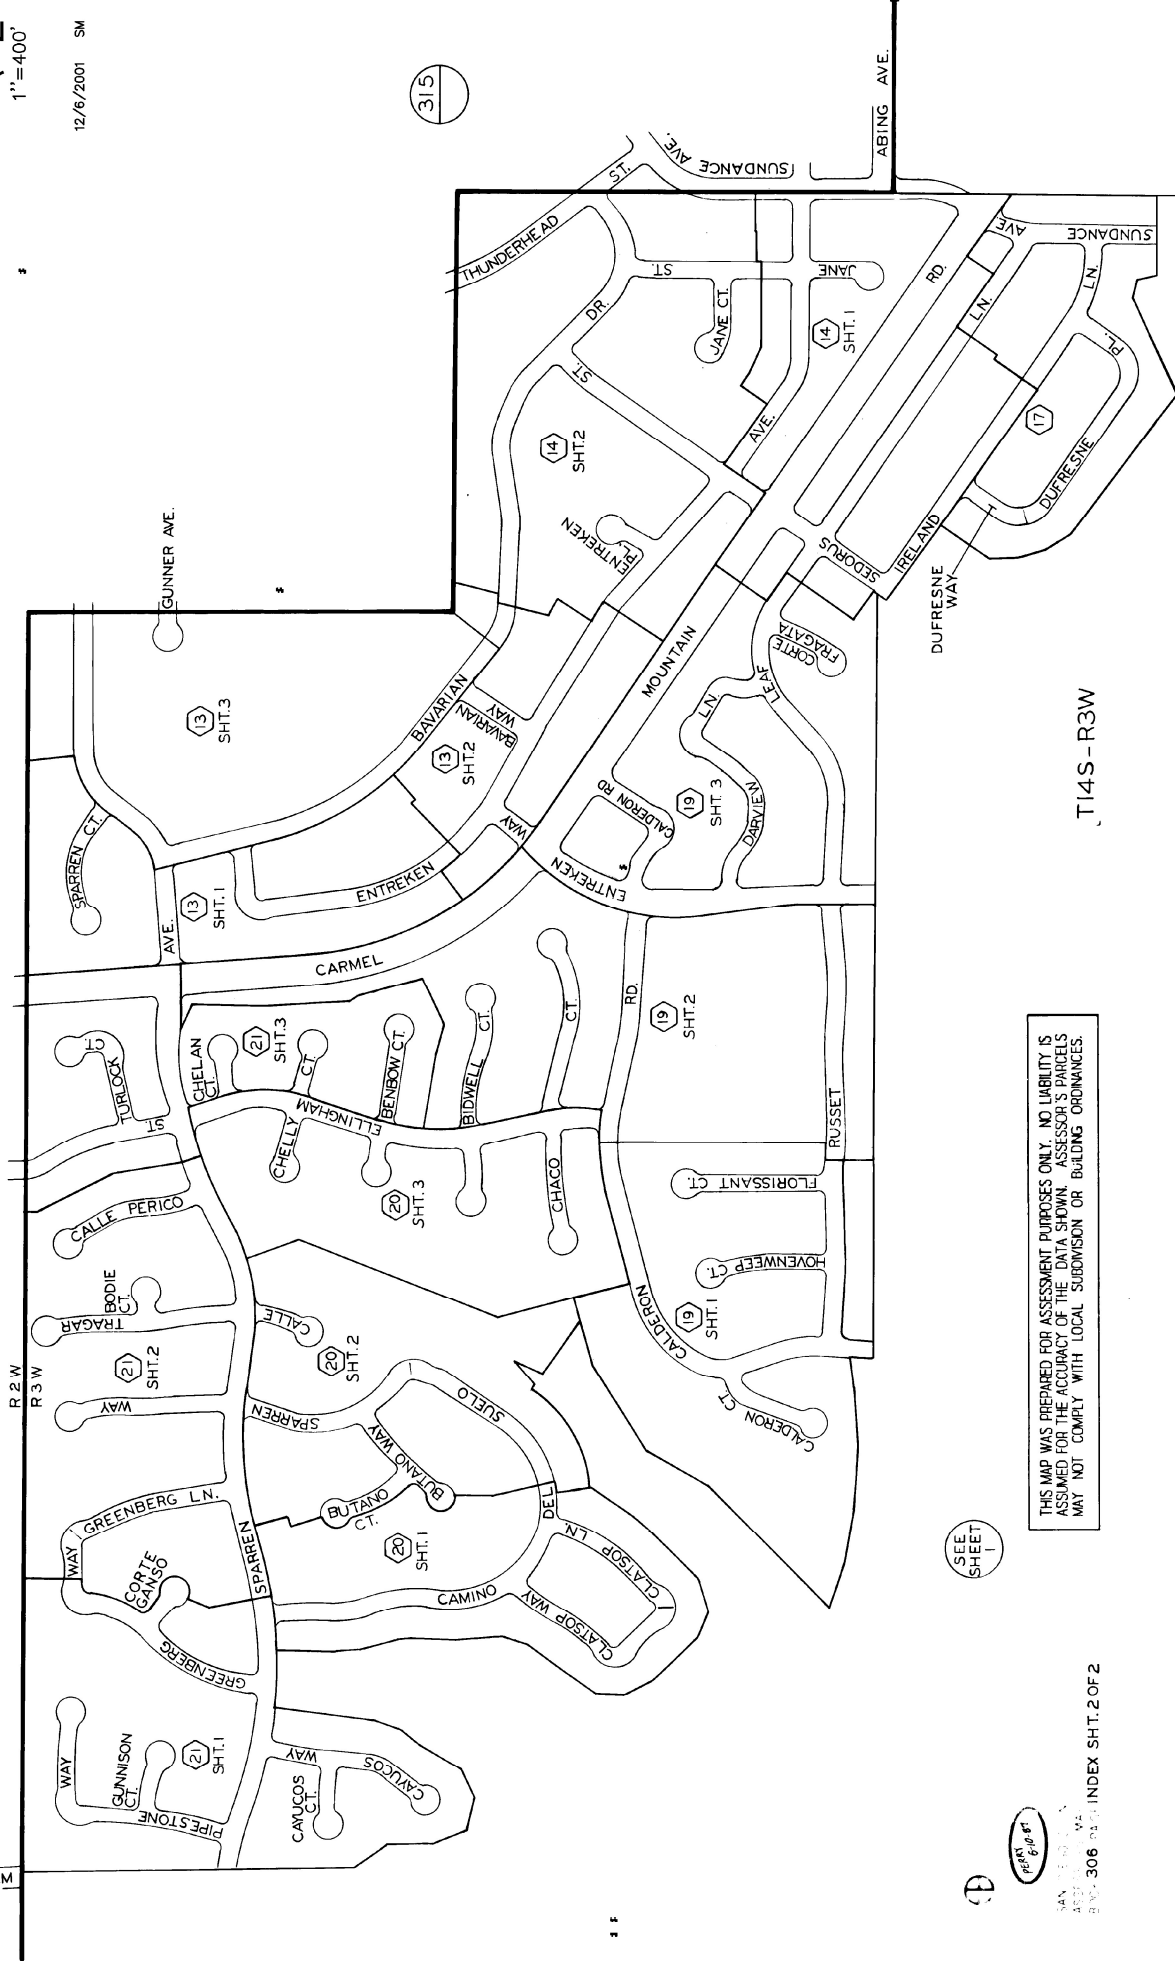 1"=400'
12/6/2001 SM
315
ABING AVE.
SUNDANCE AVE.
THUNDERHEAD ST.
GUNNER AVE.
JANE ST.
JANE CT.
14
SHT. 1
14
SHT. 2
RD.
LN.
SUNDANCE AVE
LN.
PL.
17
DUFRESNE
DUFRESNE WAY
IRELAND
SEDORUS
DR.
ST.
AVE.
ENTREKEN PL.
13
SHT. 3
BAVARIAN
BAVARIAN WAY
13
SHT. 2
MOUNTAIN
CORTE FRAGATA
LEAF
LN.
DARVIEW
19
SHT. 3
CALDERON RD
ENTREKEN
WAY
ENTREKEN
SPARREN CT.
13
SHT. 1
AVE.
CARMEL
TURLOCK CT
ST
CHELAN CT.
21
SHT. 3
CHELLY CT.
BENBOW CT.
ELLINGHAM
BIDWELL CT.
CHACO CT.
RD.
19
SHT. 2
RUSSET
20
SHT. 3
FLORISSANT CT.
HOVENWEEP CT.
19
SHT. 1
CALDERON
CALDERON CT.
CALLE PERICO
BODIE CT.
TRAGAR
WAY
CALLE
21
SHT. 2
20
SHT. 2
R2W
R3W
SPARREN
SUELO
BUTANO WAY
BUTANO CT.
BUTANO
20
SHT. 1
DEL
CAMINO
CLATSOP LN.
CLATSOP WAY
GREENBERG LN.
WAY
CORTE GANSO
SPARREN
GREENBERG
WAY
GUNNISON CT.
21
SHT. 1
PIPESTONE
CAYUCOS WAY
CAYUCOS CT.
M
T14S-R3W
THIS MAP WAS PREPARED FOR ASSESSMENT PURPOSES ONLY. NO LIABILITY IS
ASSUMED FOR THE ACCURACY OF THE DATA SHOWN. ASSESSOR'S PARCELS
MAY NOT COMPLY WITH LOCAL SUBDIVISION OR BUILDING ORDINANCES.
SEE
SHEET
1
PERRY
6-10-87
306 INDEX SHT. 2 OF 2